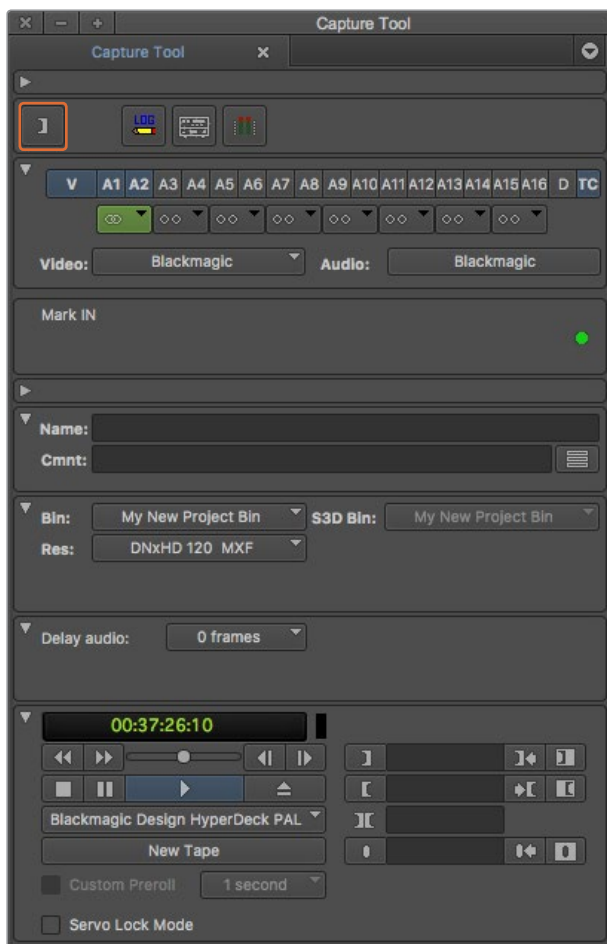 Capture Tool
Capture Tool
LOG
V A1 A2 A3 A4 A5 A6 A7 A8 A9 A10 A11 A12 A13 A14 A15 A16 D TC
Video: Blackmagic Audio: Blackmagic
Mark IN
Name:
Cmnt:
Bin: My New Project Bin S3D Bin: My New Project Bin
Res: DNxHD 120 MXF
Delay audio: 0 frames
00:37:26:10
Blackmagic Design HyperDeck PAL
New Tape
Custom Preroll 1 second
Servo Lock Mode